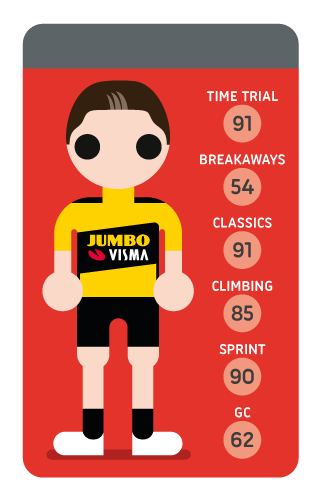 JUMBO
VISMA
TIME TRIAL
91
BREAKAWAYS
54
CLASSICS
91
CLIMBING
85
SPRINT
90
GC
62